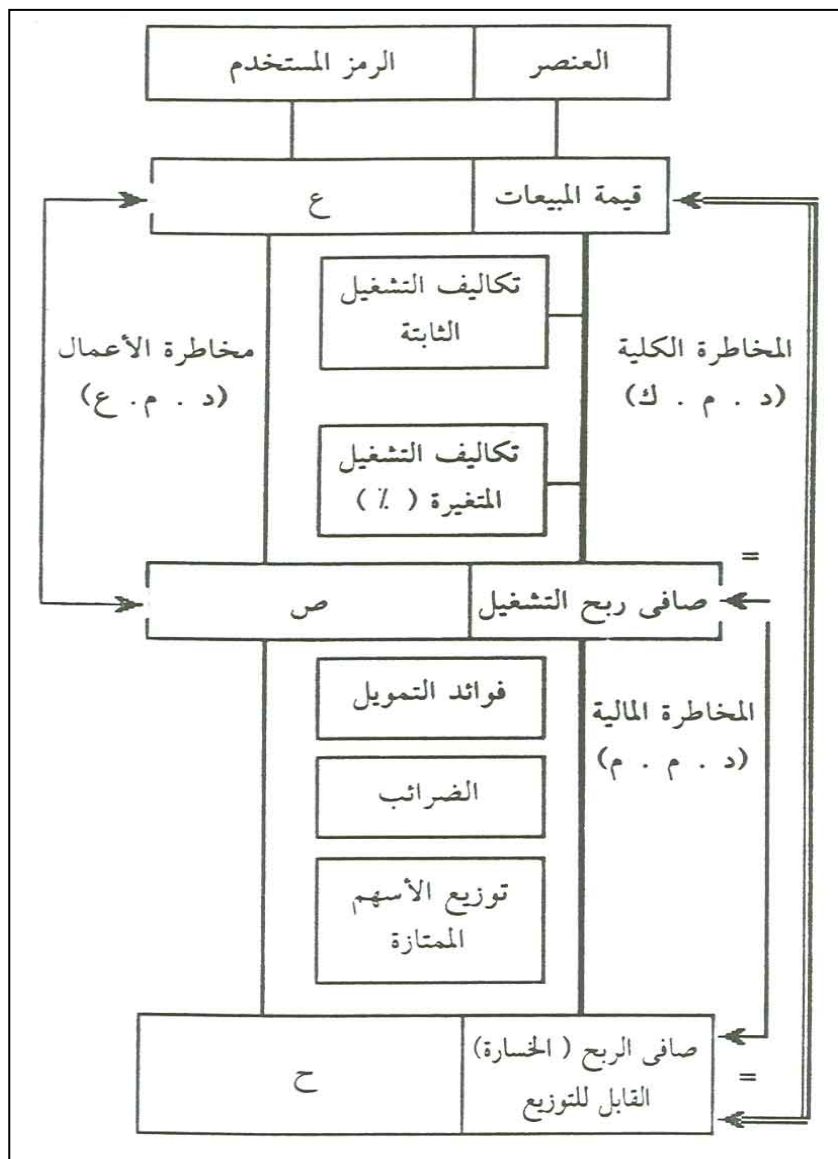 العنصر
الرمز المستخدم
قيمة المبيعات
ع
تكاليف التشغيل
الثابتة
المخاطرة الكلية
(د . م . ك)
مخاطرة الأعمال
(د . م . ع)
تكاليف التشغيل
المتغيرة ( ٪ )
=
صافى ربح التشغيل
ص
فوائد التمويل
المخاطرة المالية
(د . م . م)
الضرائب
توزيع الأسهم
الممتازة
صافى الربح ( الخسارة)
القابل للتوزيع
ح
=